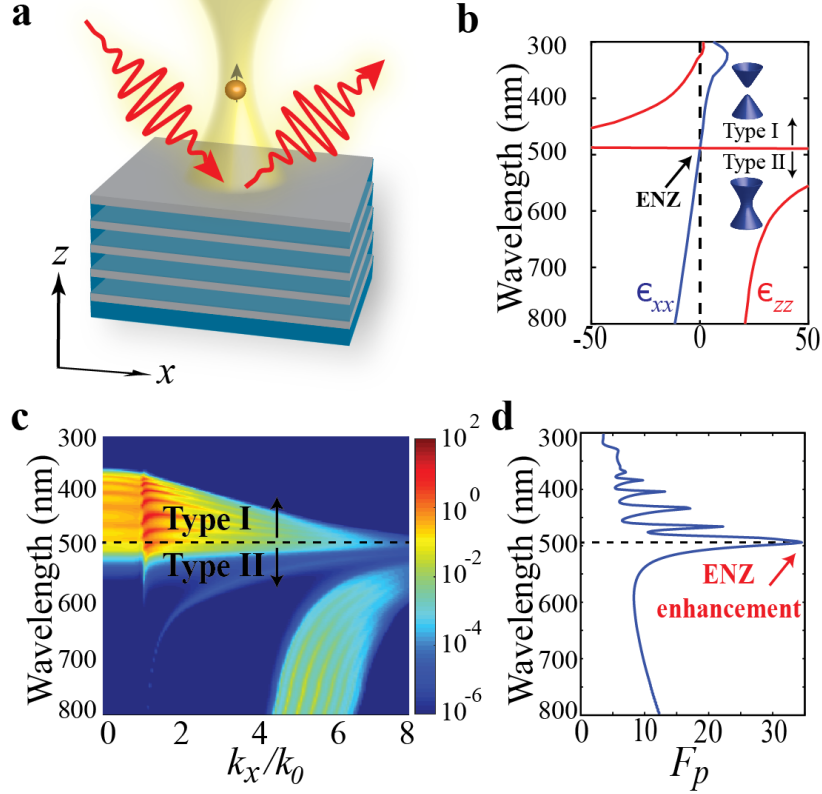 a
z
x
b
Wavelength (nm)
300
400
500
600
700
800
Type I
Type II
ENZ
ϵxx
ϵzz
-50
0
50
c
Wavelength (nm)
300
400
500
600
700
800
Type I
Type II
0
2
4
6
8
kx/k0
10^2
10^0
10^-2
10^-4
10^-6
d
Wavelength (nm)
300
400
500
600
700
800
ENZ
enhancement
0
10
20
30
Fp